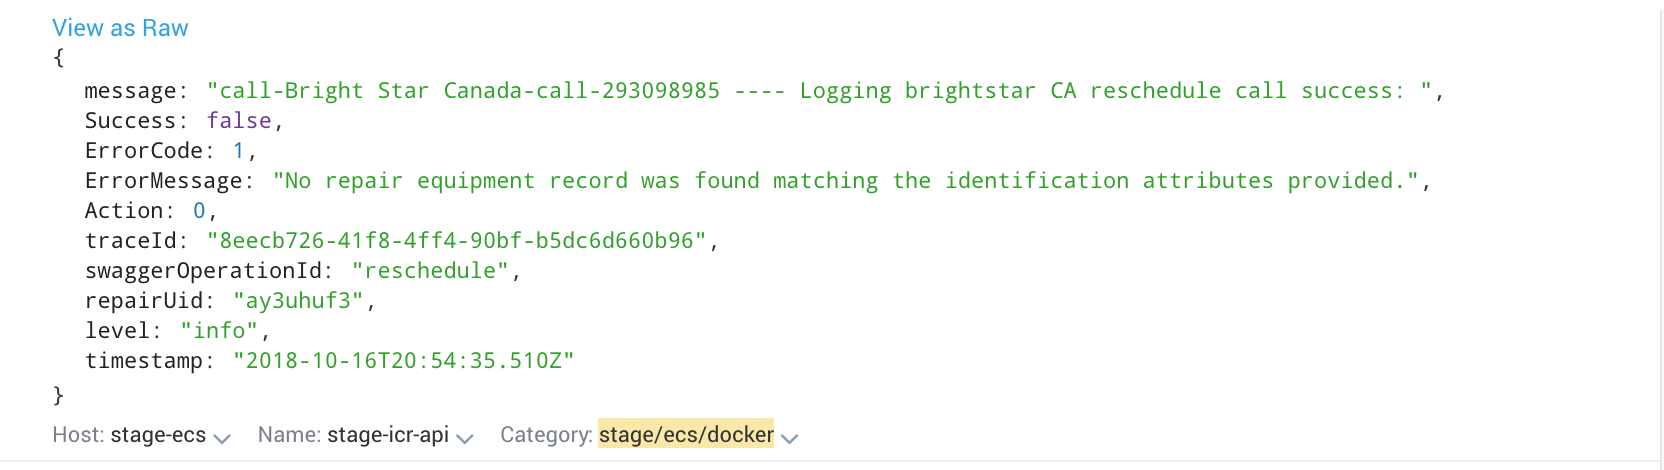 View as Raw
{
message: "call-Bright Star Canada-call-293098985 ---- Logging brightstar CA reschedule call success: ",
Success: false,
ErrorCode: 1,
ErrorMessage: "No repair equipment record was found matching the identification attributes provided.",
Action: 0,
traceId: "8eecb726-41f8-4ff4-90bf-b5dc6d660b96",
swaggerOperationId: "reschedule",
repairUid: "ay3uhuf3",
level: "info",
timestamp: "2018-10-16T20:54:35.510Z"
}
Host: stage-ecs Name: stage-icr-api Category: stage/ecs/docker